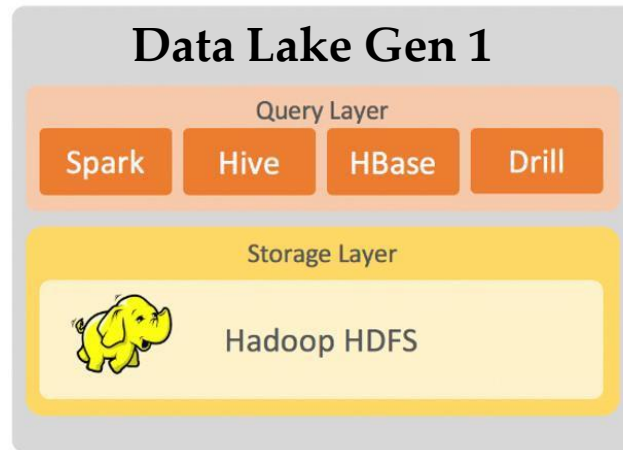 Data Lake Gen 1
Query Layer
Spark Hive HBase Drill
Storage Layer
Hadoop HDFS